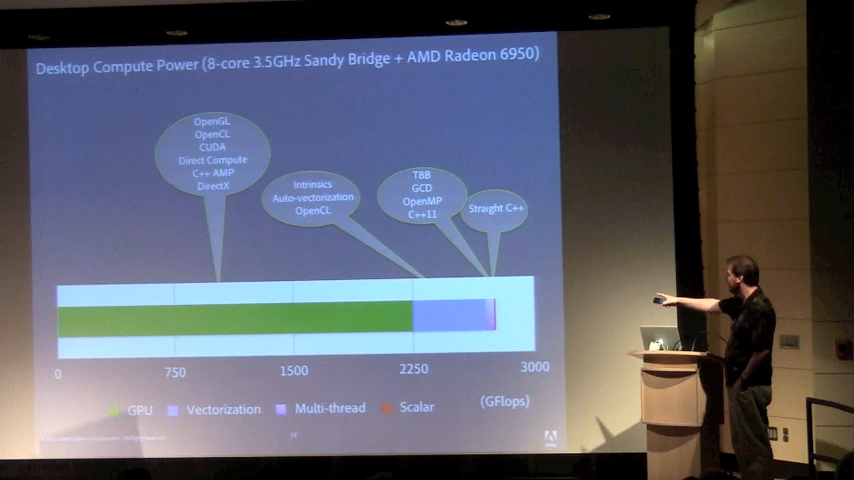 Desktop Compute Power (8-core 3.5GHz Sandy Bridge + AMD Radeon 6950)
OpenGL
OpenCL
CUDA
Direct Compute
C++ AMP
DirectX
Intrinsics
Auto-vectorization
OpenCL
TBB
GCD
OpenMP
C++11
Straight C++
0 750 1500 2250 3000
GPU Vectorization Multi-thread Scalar (GFlops)